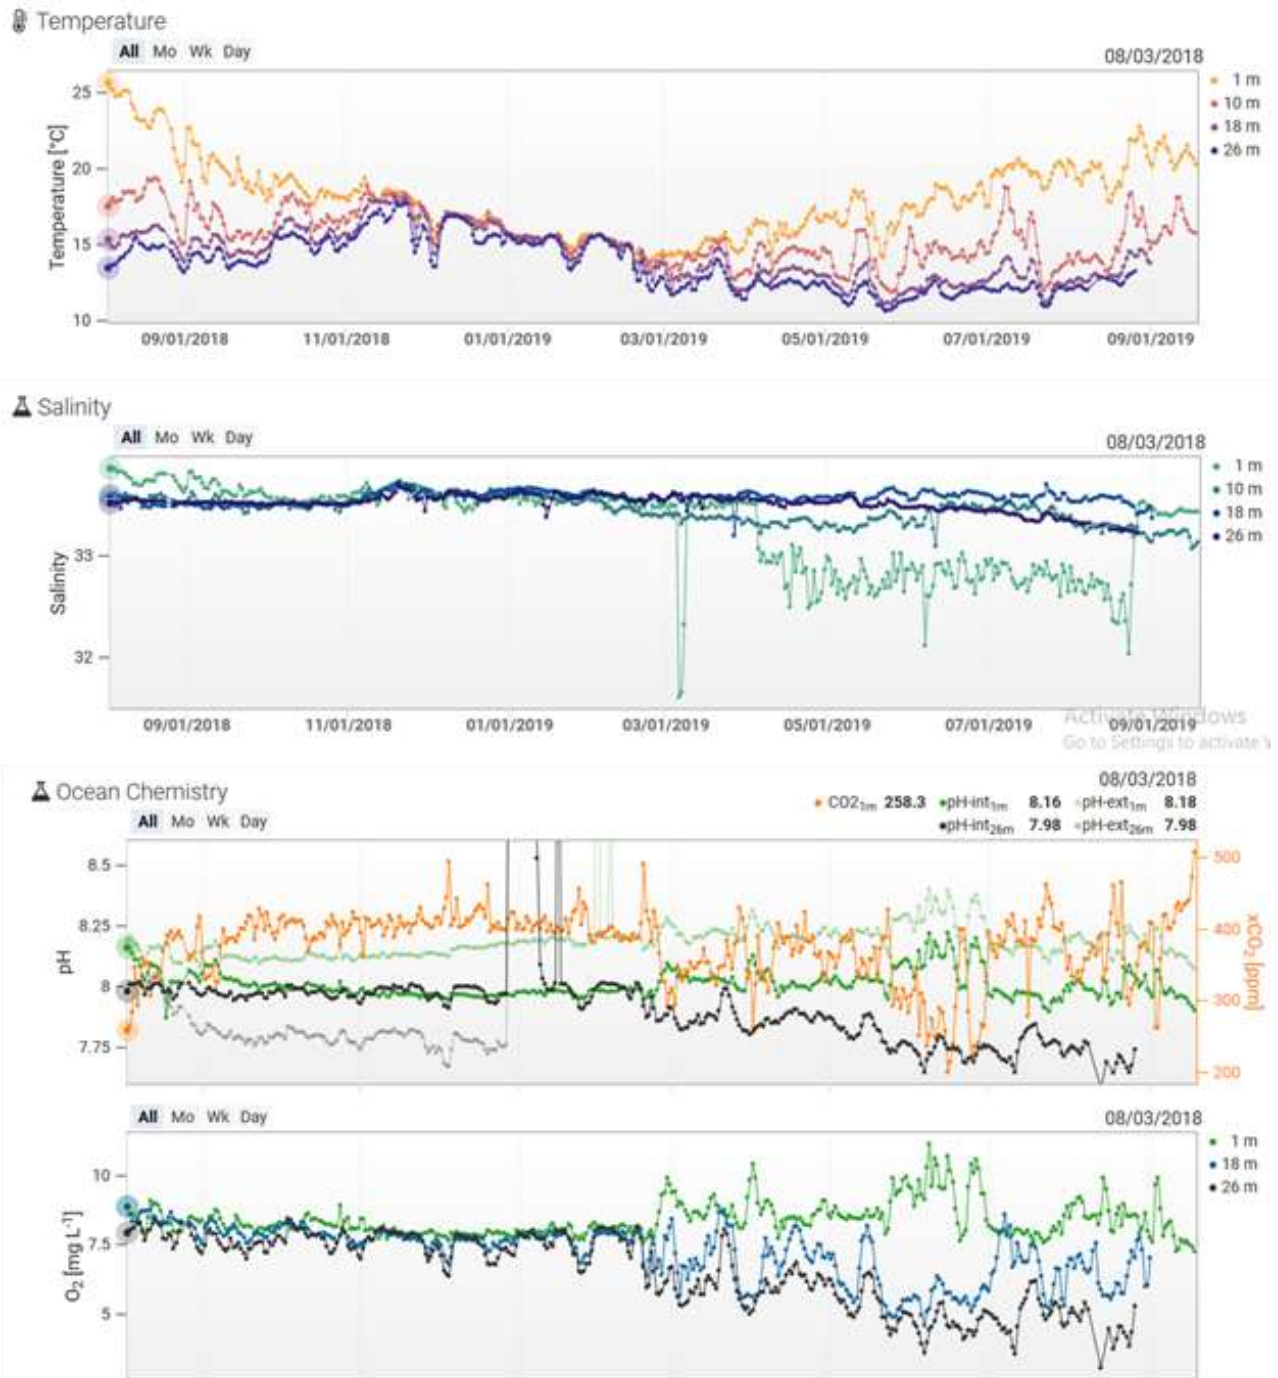 Temperature
All Mo Wk Day
08/03/2018
25
20
15
10
Temperature [°C]
1 m
10 m
18 m
26 m
09/01/2018 11/01/2018 01/01/2019 03/01/2019 05/01/2019 07/01/2019 09/01/2019
Salinity
All Mo Wk Day
08/03/2018
33
32
Salinity
1 m
10 m
18 m
26 m
09/01/2018 11/01/2018 01/01/2019 03/01/2019 05/01/2019 07/01/2019 09/01/2019
Activate Windows
Go to Settings to activate
Ocean Chemistry
08/03/2018
CO2₁ₘ 258.3 pH-int₁ₘ 8.16 pH-ext₁ₘ 8.18
pH-int₂₆ₘ 7.98 pH-ext₂₆ₘ 7.98
All Mo Wk Day
8.5
8.25
8
7.75
pH
500
400
300
200
xCO₂ [ppm]
All Mo Wk Day
08/03/2018
10
7.5
5
O₂ [mg L⁻¹]
1 m
18 m
26 m